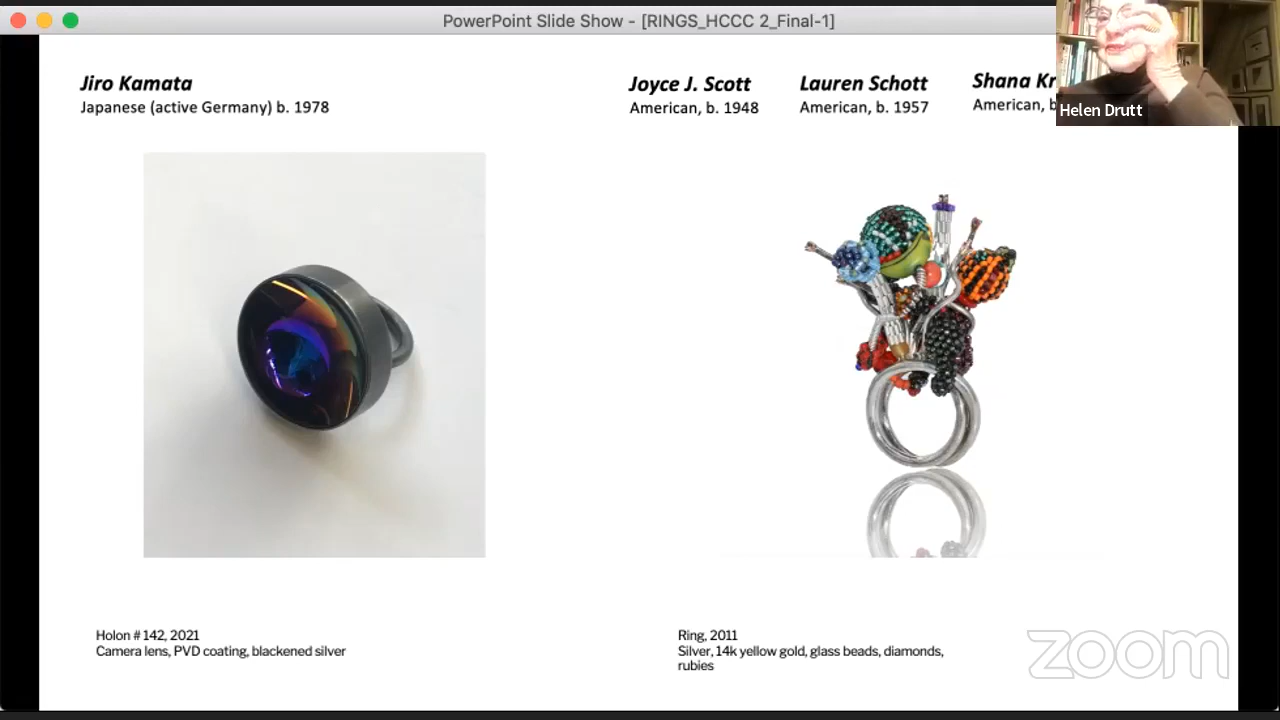 PowerPoint Slide Show - [RINGS_HCCC 2_Final-1]
Jiro Kamata
Japanese (active Germany) b. 1978
Joyce J. Scott
American, b. 1948
Lauren Schott
American, b. 1957
Shana
American,
Helen Drutt
Holon # 142, 2021
Camera lens, PVD coating, blackened silver
Ring, 2011
Silver, 14k yellow gold, glass beads, diamonds,
rubies
zoom